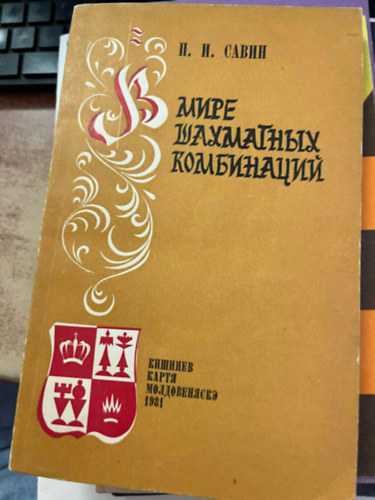 П. И. САВИН
В
МИРЕ
ШАХМАТНЫХ
КОМБИНАЦИЙ
КИШИНЕВ
КАРТЯ
МОЛДОВЕНЯСКЭ
1981